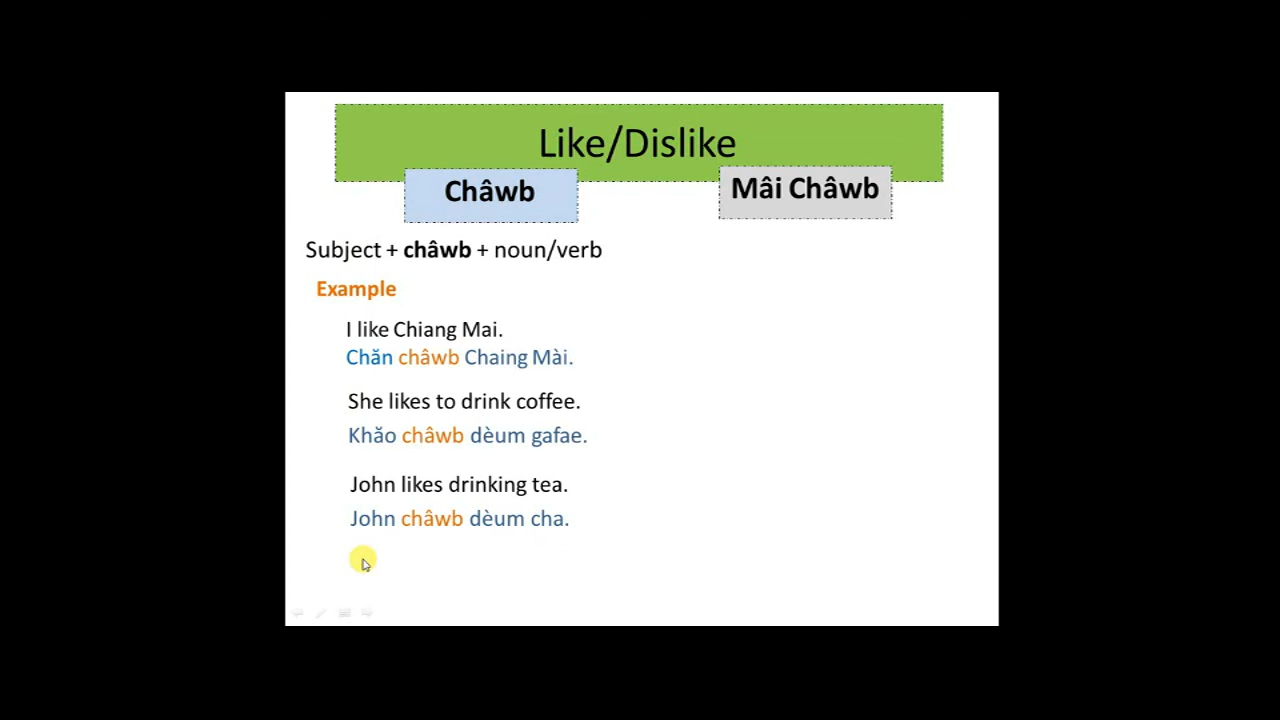 Like/Dislike
Châwb
Mâi Châwb
Subject + châwb + noun/verb
Example
I like Chiang Mai.
Chăn châwb Chaing Mài.
She likes to drink coffee.
Khăo châwb dèum gafae.
John likes drinking tea.
John châwb dèum cha.